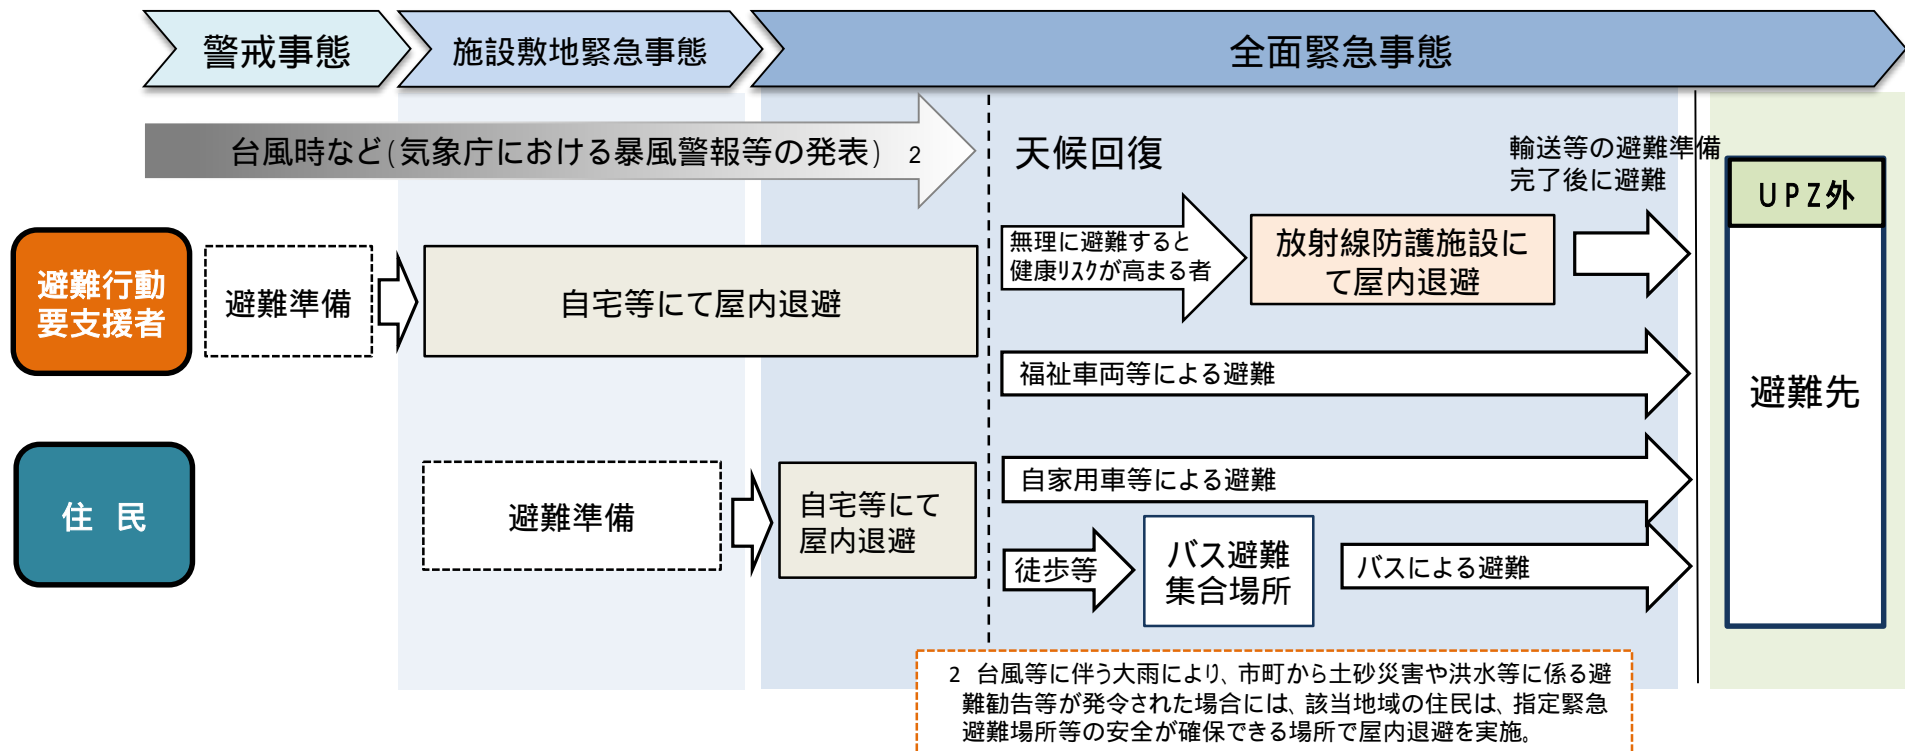 警戒事態
施設敷地緊急事態
全面緊急事態
台風時など(気象庁における暴風警報等の発表) 2
天候回復
輸送等の避難準備
完了後に避難
UPZ外
避難先
避難行動
要支援者
避難準備
自宅等にて屋内退避
無理に避難すると
健康リスクが高まる者
放射線防護施設に
て屋内退避
福祉車両等による避難
住 民
避難準備
自宅等にて
屋内退避
自家用車等による避難
徒歩等
バス避難
集合場所
バスによる避難
2 台風等に伴う大雨により、市町から土砂災害や洪水等に係る避
難勧告等が発令された場合には、該当地域の住民は、指定緊急
避難場所等の安全が確保できる場所で屋内退避を実施。